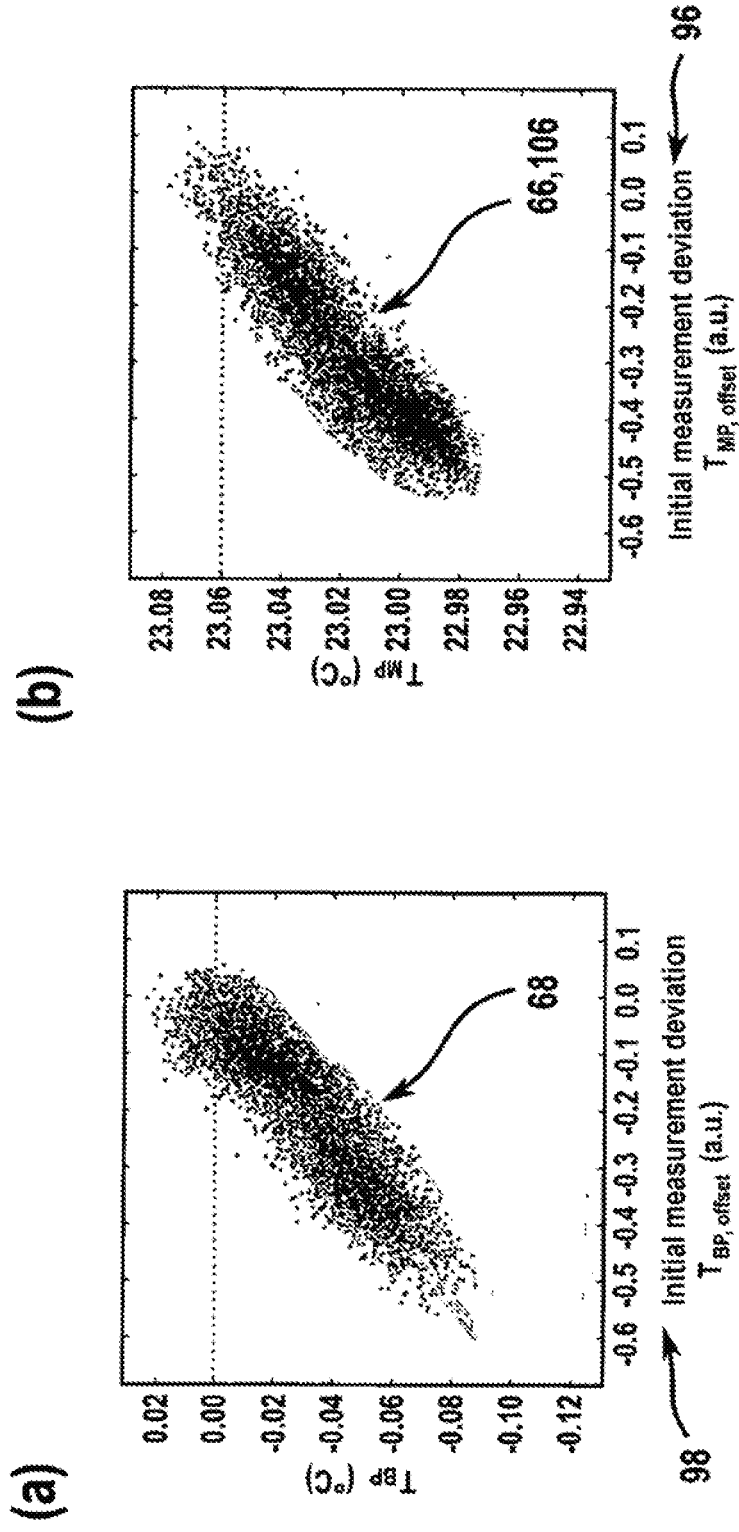 (a)
0.02
0.00
-0.02
-0.04
-0.06
-0.08
-0.10
-0.12
T BP (°C)
-0.6 -0.5 -0.4 -0.3 -0.2 -0.1 0.0 0.1
Initial measurement deviation
T BP, offset (a.u.)
98
68
(b)
23.08
23.06
23.04
23.02
23.00
22.98
22.96
22.94
T MP (°C)
-0.6 -0.5 -0.4 -0.3 -0.2 -0.1 0.0 0.1
Initial measurement deviation
T MP, offset (a.u.)
96
66,106